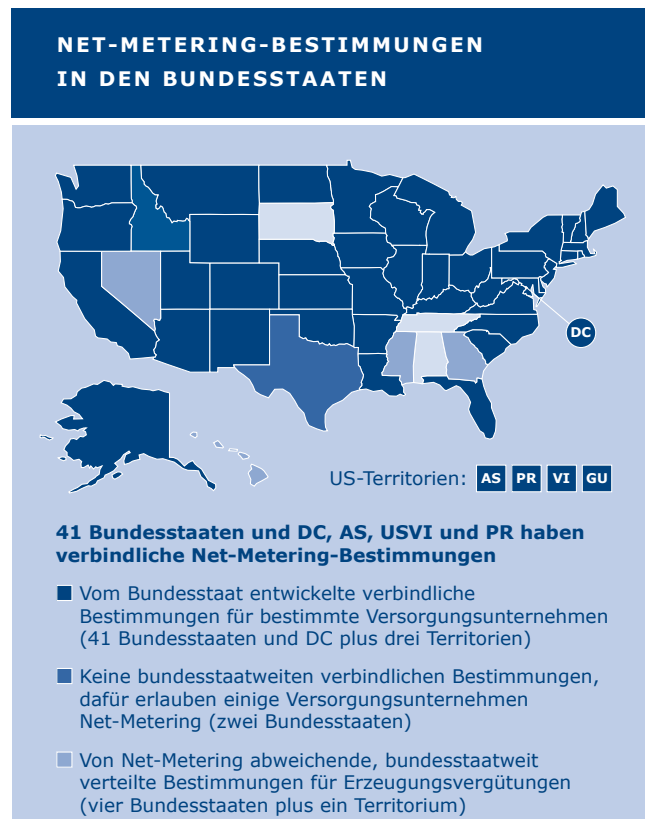 NET-METERING-BESTIMMUNGEN
IN DEN BUNDESSTAATEN
DC
US-Territorien: AS PR VI GU
41 Bundesstaaten und DC, AS, USVI und PR haben
verbindliche Net-Metering-Bestimmungen
Vom Bundesstaat entwickelte verbindliche
Bestimmungen für bestimmte Versorgungsunternehmen
(41 Bundesstaaten und DC plus drei Territorien)
Keine bundesstaatweiten verbindlichen Bestimmungen,
dafür erlauben einige Versorgungsunternehmen
Net-Metering (zwei Bundesstaaten)
Von Net-Metering abweichende, bundesstaatweit
verteilte Bestimmungen für Erzeugungsvergütungen
(vier Bundesstaaten plus ein Territorium)